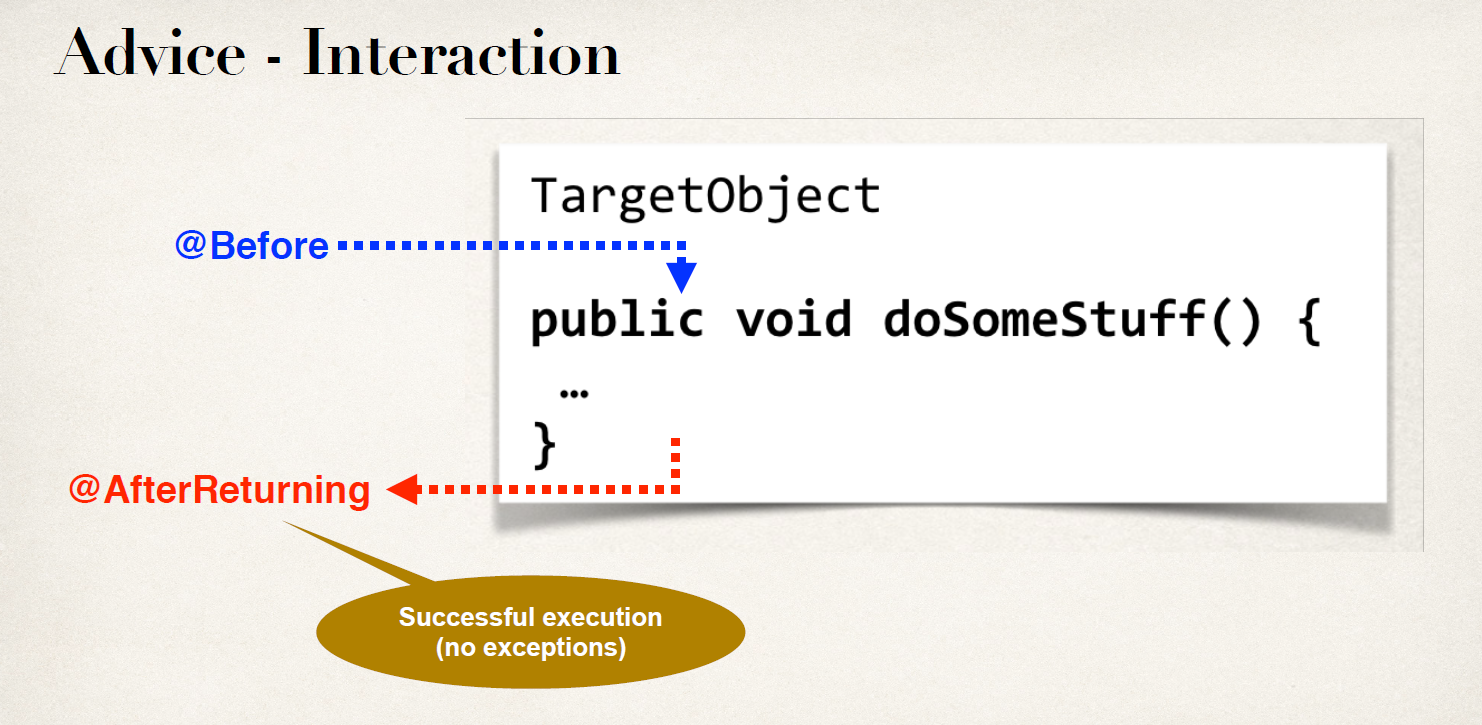 Advice - Interaction
TargetObject
@Before
public void doSomeStuff() {
…
}
@AfterReturning
Successful execution
(no exceptions)